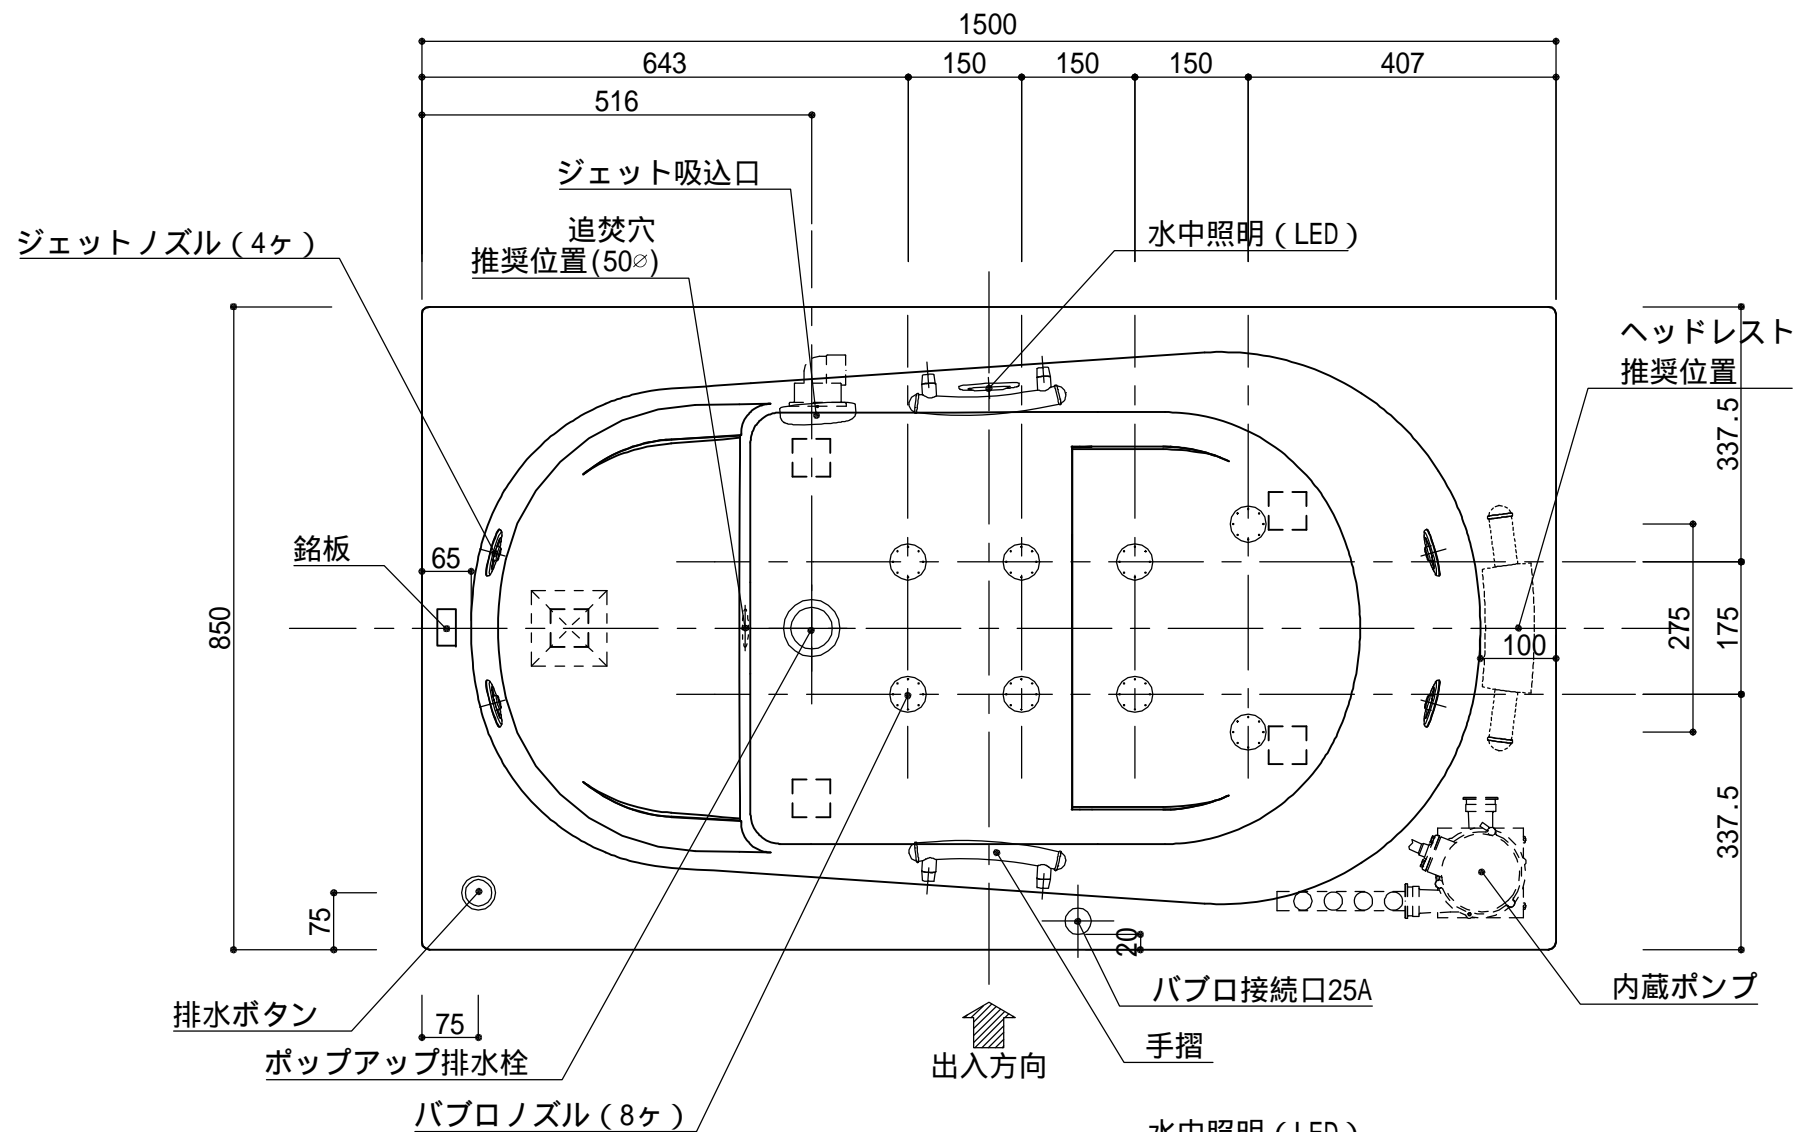 1500
643
150
150
150
407
516
ジェット吸込口
追焚穴
推奨位置(50∅)
水中照明（LED）
ジェットノズル（4ヶ）
ヘッドレスト
推奨位置
337.5
銘板
65
850
275
175
100
337.5
75
20
バブロ接続口25A
内蔵ポンプ
排水ボタン
75
手摺
ポップアップ排水栓
出入方向
バブロノズル（8ヶ）
水中照明（LED）